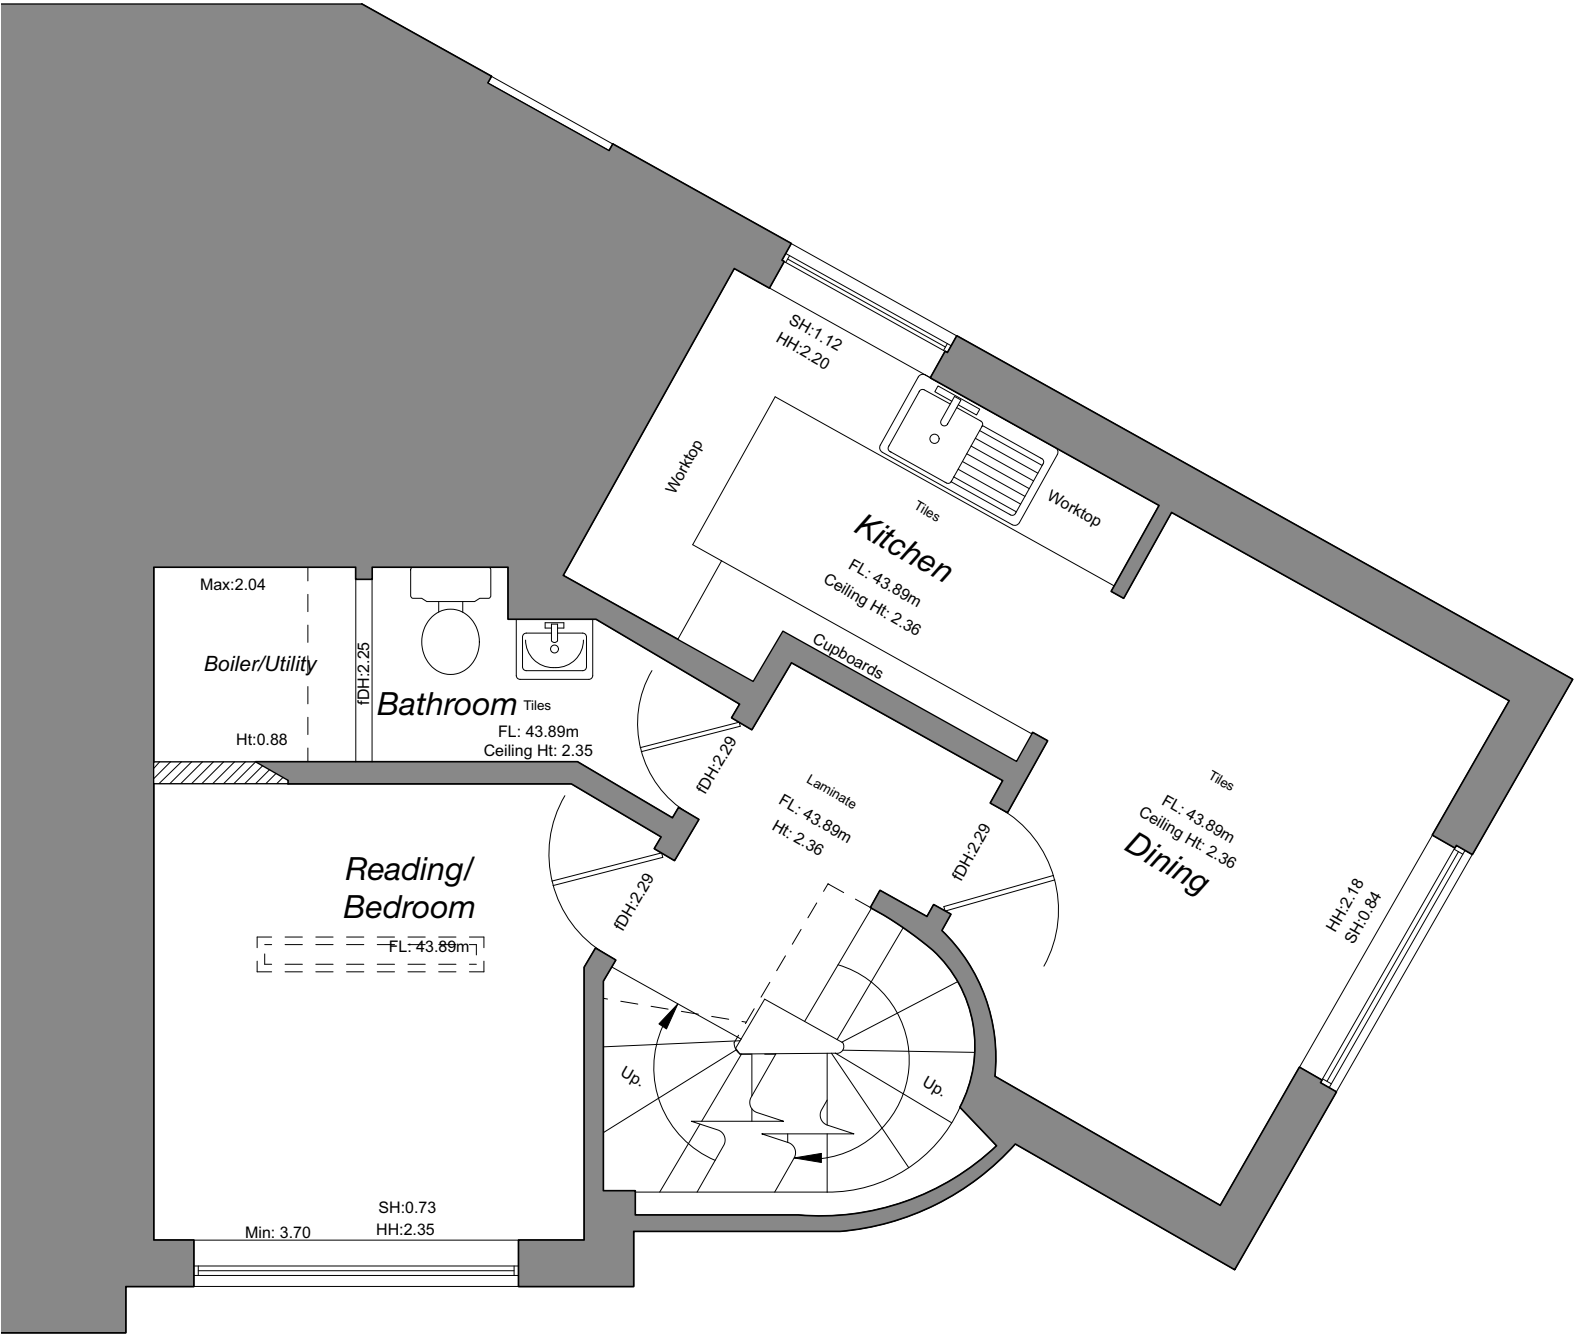 SH:1.12
HH:2.20
Worktop
Tiles
Worktop
Kitchen
FL: 43.89m
Ceiling Ht: 2.36
Cupboards
Max:2.04
Boiler/Utility
Ht:0.88
fDH:2.25
Bathroom Tiles
FL: 43.89m
Ceiling Ht: 2.35
fDH:2.29
Laminate
FL: 43.89m
Ht: 2.36
fDH:2.29
Tiles
FL: 43.89m
Ceiling Ht: 2.36
Dining
HH:2.18
SH:0.84
Reading/
Bedroom
FL: 43.89m
fDH:2.29
Up.
Up.
SH:0.73
Min: 3.70
HH:2.35